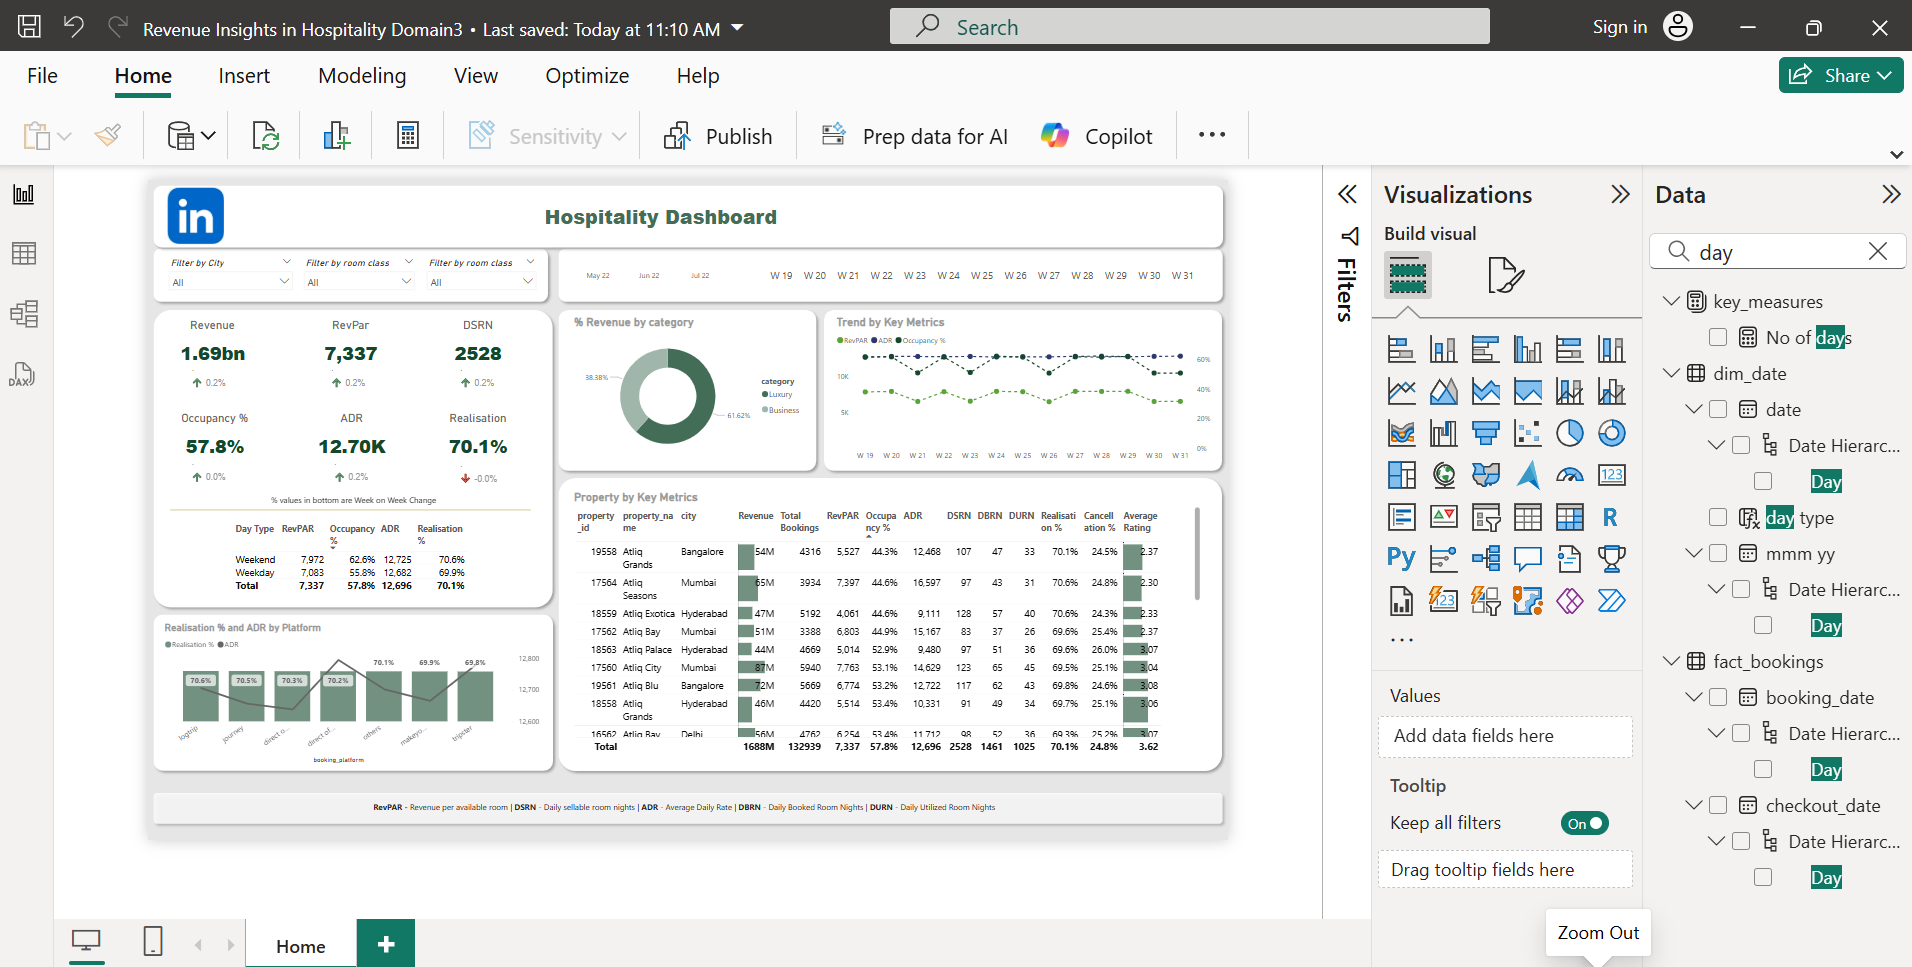 Revenue Insights in Hospitality Domain3 • Last saved: Today at 11:10 AM
Search
Sign in
File Home Insert Modeling View Optimize Help
Share
Sensitivity
Publish
Prep data for AI
Copilot
in
Hospitality Dashboard
Filter by City
All
Filter by room class
All
Filter by room class
All
May 22 Jun 22 Jul 22
W 19 W 20 W 21 W 22 W 23 W 24 W 25 W 26 W 27 W 28 W 29 W 30 W 31
Revenue RevPar DSRN
1.69bn 7,337 2528
0.2% 0.2% 0.2%
Occupancy % ADR Realisation
57.8% 12.70K 70.1%
0.0% 0.2% -0.0%
% values in bottom are Week on Week Change
Day Type RevPAR Occupancy % ADR Realisation %
Weekend 7,972 62.6% 12,725 70.6%
Weekday 7,083 55.8% 12,682 69.9%
Total 7,337 57.8% 12,696 70.1%
% Revenue by category
38.38%
61.62%
category
Luxury
Business
Trend by Key Metrics
RevPAR ADR Occupancy %
10K
5K
60%
40%
20%
0%
W 19 W 20 W 21 W 22 W 23 W 24 W 25 W 26 W 27 W 28 W 29 W 30 W 31
Realisation % and ADR by Platform
Realisation % ADR
70.6% 70.5% 70.3% 70.2% 70.1% 69.9% 69.8%
12,800
12,700
12,600
logtrip journey direct o... direct of... others makeyo... tripster
booking_platform
Property by Key Metrics
property_id property_name city Revenue Total Bookings RevPAR Occupancy % ADR DSRN DBRN DURN Realisation % Cancellation % Average Rating
19558 Atliq Grands Bangalore 54M 4316 5,527 44.3% 12,468 107 47 33 70.1% 24.5% 2.37
17564 Atliq Seasons Mumbai 65M 3934 7,397 44.6% 16,597 97 43 31 70.6% 24.8% 2.30
18559 Atliq Exotica Hyderabad 47M 5192 4,061 44.6% 9,111 128 57 40 70.6% 24.3% 2.33
17562 Atliq Bay Mumbai 51M 3388 6,803 44.9% 15,167 83 37 26 69.6% 25.4% 2.37
18563 Atliq Palace Hyderabad 44M 4669 5,014 52.9% 9,480 97 51 36 69.6% 26.0% 3.07
17560 Atliq City Mumbai 87M 5940 7,763 53.1% 14,629 123 65 45 69.5% 25.1% 3.04
19561 Atliq Blu Bangalore 72M 5669 6,774 53.2% 12,722 117 62 43 69.8% 24.6% 3.08
18558 Atliq Grands Hyderabad 46M 4420 5,514 53.4% 10,331 91 49 34 69.7% 25.1% 3.06
16562 Atliq Bay Delhi 56M 4762 6,254 53.4% 11,712 98 52 36 69.3% 25.2% 3.07
Total 1688M 132939 7,337 57.8% 12,696 2528 1461 1025 70.1% 24.8% 3.62
RevPAR - Revenue per available room | DSRN - Daily sellable room nights | ADR - Average Daily Rate | DBRN - Daily Booked Room Nights | DURN - Daily Utilized Room Nights
Home
Filters
Visualizations
Build visual
123
R
Py
123
Values
Add data fields here
Tooltip
Keep all filters
On
Drag tooltip fields here
Zoom Out
Data
day
key_measures
No of days
dim_date
date
Date Hierarc...
Day
day type
mmm yy
Date Hierarc...
Day
fact_bookings
booking_date
Date Hierarc...
Day
checkout_date
Date Hierarc...
Day
DAX